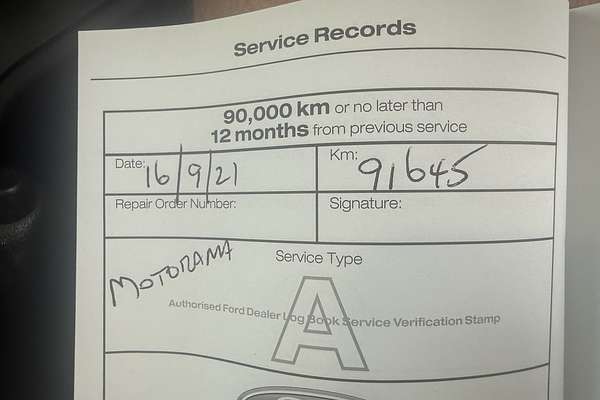 Service Records
90,000 km or no later than
12 months from previous service
Date: 16/9/21
Km: 91645
Repair Order Number:
Signature:
Service Type
MOTORAMA
A
Authorised Ford Dealer Log Book Service Verification Stamp